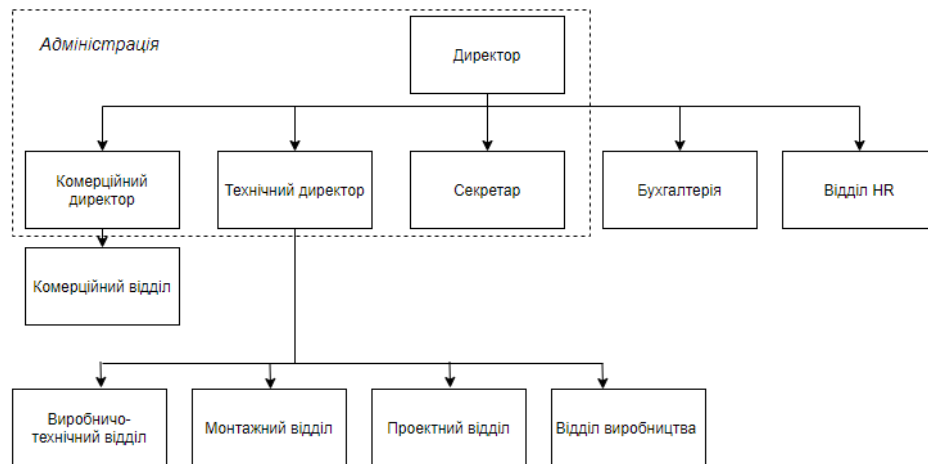 Адміністрація
Директор
Комерційний
директор
Технічний директор
Секретар
Бухгалтерія
Відділ HR
Комерційний відділ
Виробничо-
технічний відділ
Монтажний відділ
Проектний відділ
Відділ виробництва